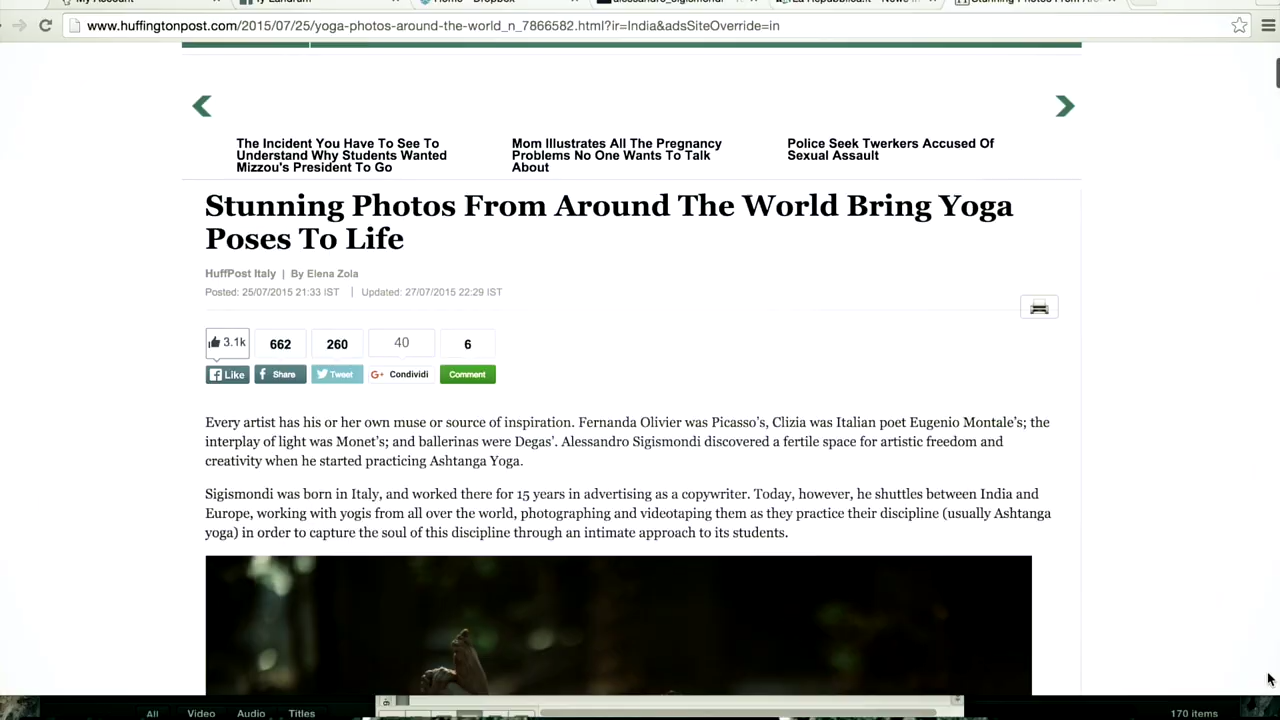 My Account
Home - Dropbox
www.huffingtonpost.com/2015/07/25/yoga-photos-around-the-world_n_7866582.html?ir=India&adsSiteOverride=in
The Incident You Have To See To
Understand Why Students Wanted
Mizzou's President To Go
Mom Illustrates All The Pregnancy
Problems No One Wants To Talk
About
Police Seek Twerkers Accused Of
Sexual Assault
Stunning Photos From Around The World Bring Yoga
Poses To Life
HuffPost Italy | By Elena Zola
Posted: 25/07/2015 21:33 IST | Updated: 27/07/2015 22:29 IST
3.1k 662 260 40 6
Like Share Tweet G+ Condividi Comment
Every artist has his or her own muse or source of inspiration. Fernanda Olivier was Picasso's, Clizia was Italian poet Eugenio Montale's; the
interplay of light was Monet's; and ballerinas were Degas'. Alessandro Sigismondi discovered a fertile space for artistic freedom and
creativity when he started practicing Ashtanga Yoga.
Sigismondi was born in Italy, and worked there for 15 years in advertising as a copywriter. Today, however, he shuttles between India and
Europe, working with yogis from all over the world, photographing and videotaping them as they practice their discipline (usually Ashtanga
yoga) in order to capture the soul of this discipline through an intimate approach to its students.
All Video Audio Titles 170 items